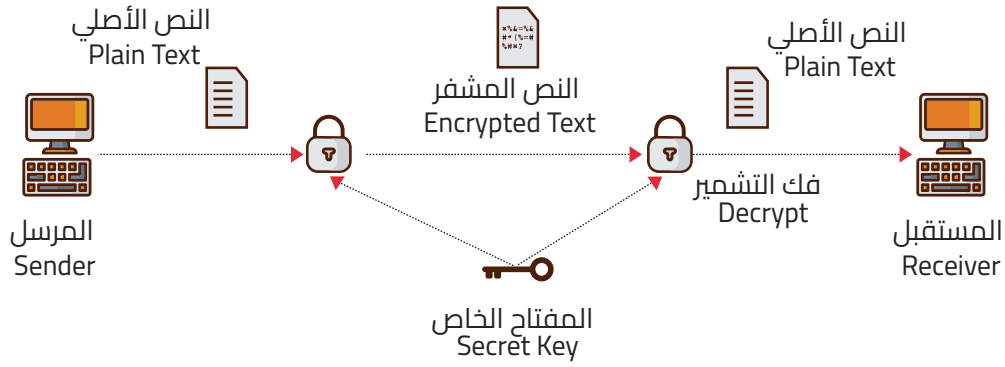 النص الأصلي
Plain Text
*%&=%&
#*(%=#
%#*?
النص المشفر
Encrypted Text
النص الأصلي
Plain Text
فك التشمير
Decrypt
المرسل
Sender
المستقبل
Receiver
المفتاح الخاص
Secret Key